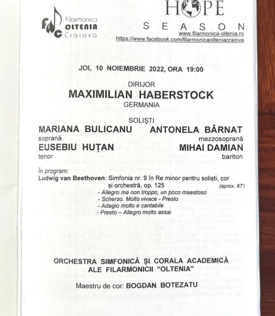 Filarmonica
OLTENIA
Craiova
HOPE
SEASON
www.filarmonica-oltenia.ro
https://www.facebook.com/filarmonicaolteniacraiova
JOI, 10 NOIEMBRIE 2022, ORA 19:00
DIRIJOR
MAXIMILIAN HABERSTOCK
GERMANIA
SOLIȘTI
MARIANA BULICANU ANTONELA BÂRNAT
soprană mezzosoprană
EUSEBIU HUȚAN MIHAI DAMIAN
tenor bariton
În program:
Ludwig van Beethoven: Simfonia nr. 9 în Re minor pentru soliști, cor
și orchestră, op. 125 (aprox. 67')
- Allegro ma non troppo, un poco maestoso
- Scherzo. Molto vivace - Presto
- Adagio molto e cantabile
- Presto – Allegro molto assai
ORCHESTRA SIMFONICĂ ȘI CORALA ACADEMICĂ
ALE FILARMONICII "OLTENIA"
Maestru de cor: BOGDAN BOTEZATU